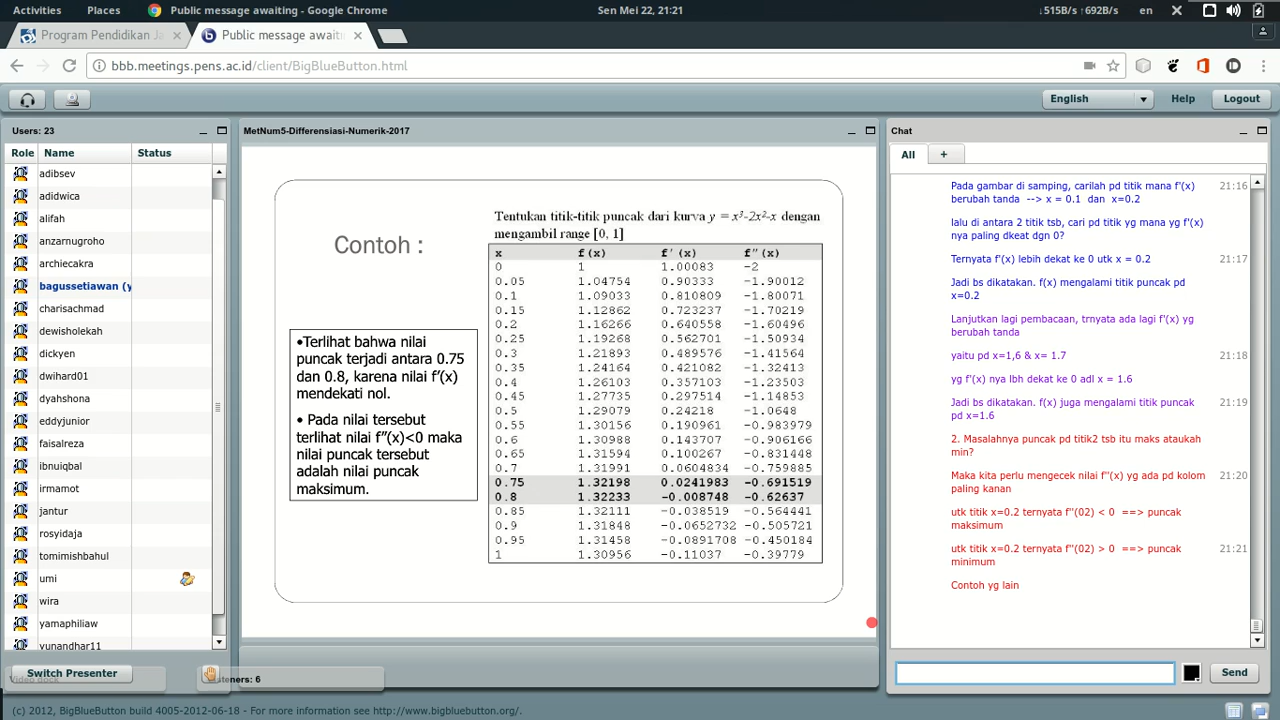 Activities Places Public message awaiting - Google Chrome Sen Mei 22, 21:21 ↓515B/s ↑692B/s en
Program Pendidikan Ja × Public message awaiti ×
bbb.meetings.pens.ac.id/client/BigBlueButton.html
English Help Logout
Users: 23
Role Name Status
adibsev
adidwica
alifah
anzarnugroho
archiecakra
bagussetiawan (y
charisachmad
dewisholekah
dickyen
dwihard01
dyahshona
eddyjunior
faisalreza
ibnuiqbal
irmamot
jantur
rosyidaja
tomimishbahul
umi
wira
yamaphiliaw
yunandhar11
Switch Presenter
Video dock
steners: 6
MetNum5-Differensiasi-Numerik-2017
Contoh :
Tentukan titik-titik puncak dari kurva y = x³-2x²-x dengan
mengambil range [0, 1]
x f(x) f'(x) f"(x)
0 1 1.00083 -2
0.05 1.04754 0.90333 -1.90012
0.1 1.09033 0.810809 -1.80071
0.15 1.12862 0.723237 -1.70219
0.2 1.16266 0.640558 -1.60496
0.25 1.19268 0.562701 -1.50934
0.3 1.21893 0.489576 -1.41564
0.35 1.24164 0.421082 -1.32413
0.4 1.26103 0.357103 -1.23503
0.45 1.27735 0.297514 -1.14853
0.5 1.29079 0.24218 -1.0648
0.55 1.30156 0.190961 -0.983979
0.6 1.30988 0.143707 -0.906166
0.65 1.31594 0.100267 -0.831448
0.7 1.31991 0.0604834 -0.759885
0.75 1.32198 0.0241983 -0.691519
0.8 1.32233 -0.008748 -0.62637
0.85 1.32111 -0.038519 -0.564441
0.9 1.31848 -0.0652732 -0.505721
0.95 1.31458 -0.0891708 -0.450184
1 1.30956 -0.11037 -0.39779
•Terlihat bahwa nilai
puncak terjadi antara 0.75
dan 0.8, karena nilai f'(x)
mendekati nol.
• Pada nilai tersebut
terlihat nilai f"(x)<0 maka
nilai puncak tersebut
adalah nilai puncak
maksimum.
Chat
All +
Pada gambar di samping, carilah pd titik mana f'(x) 21:16
berubah tanda --> x = 0.1 dan x=0.2
lalu di antara 2 titik tsb, cari pd titik yg mana yg f'(x)
nya paling dkeat dgn 0?
Ternyata f'(x) lebih dekat ke 0 utk x = 0.2 21:17
Jadi bs dikatakan. f(x) mengalami titik puncak pd
x=0.2
Lanjutkan lagi pembacaan, trnyata ada lagi f'(x) yg
berubah tanda
yaitu pd x=1,6 & x= 1.7 21:18
yg f'(x) nya lbh dekat ke 0 adl x = 1.6
Jadi bs dikatakan. f(x) juga mengalami titik puncak 21:19
pd x=1.6
2. Masalahnya puncak pd titik2 tsb itu maks ataukah
min?
Maka kita perlu mengecek nilai f''(x) yg ada pd kolom 21:20
paling kanan
utk titik x=0.2 ternyata f''(02) < 0 ==> puncak
maksimum
utk titik x=0.2 ternyata f''(02) > 0 ==> puncak 21:21
minimum
Contoh yg lain
Send
(c) 2012, BigBlueButton build 4005-2012-06-18 - For more information see http://www.bigbluebutton.org/.